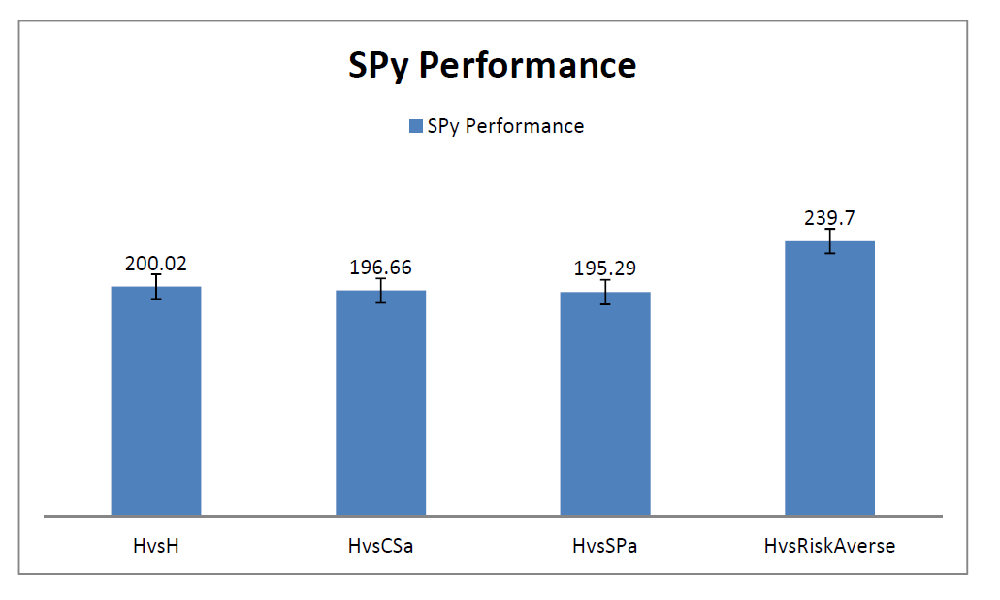 SPy Performance
SPy Performance
200.02
196.66
195.29
239.7
HvsH
HvsCSa
HvsSPa
HvsRiskAverse